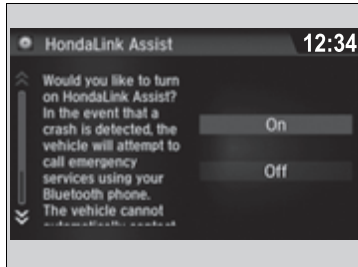 HondaLink Assist
12:34
Would you like to turn
on HondaLink Assist?
In the event that a
crash is detected, the
vehicle will attempt to
call emergency
services using your
Bluetooth phone.
The vehicle cannot
On
Off